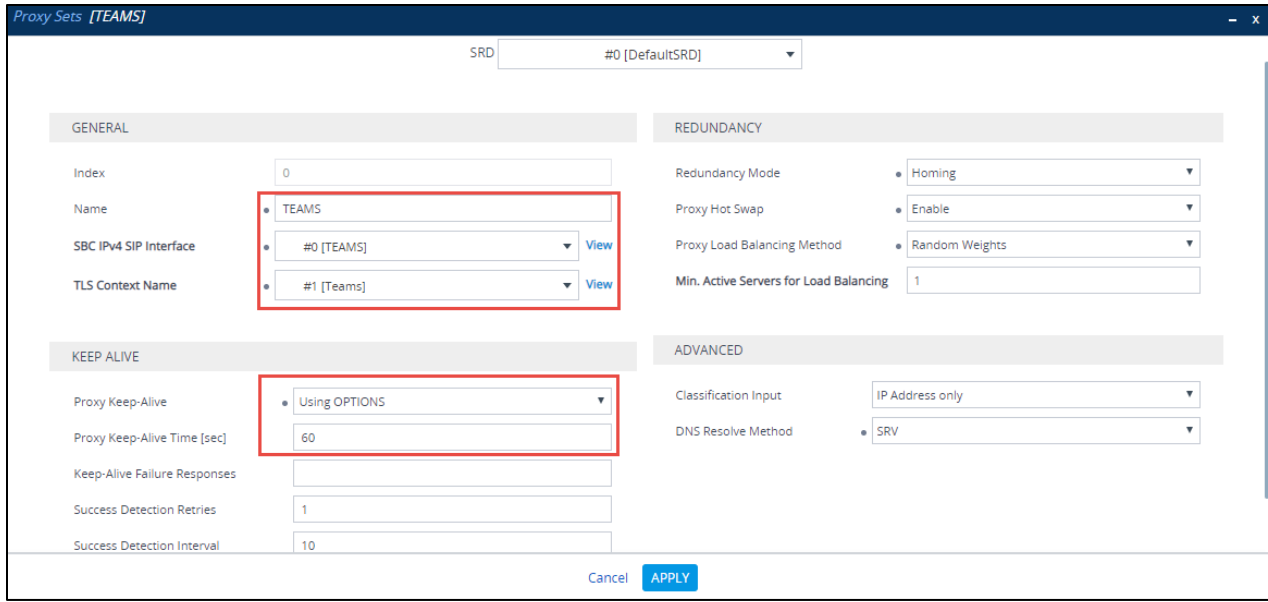 Proxy Sets [TEAMS]
– x
SRD #0 [DefaultSRD]
GENERAL
Index 0
Name TEAMS
SBC IPv4 SIP Interface #0 [TEAMS] View
TLS Context Name #1 [Teams] View
KEEP ALIVE
Proxy Keep-Alive Using OPTIONS
Proxy Keep-Alive Time [sec] 60
Keep-Alive Failure Responses
Success Detection Retries 1
Success Detection Interval 10
REDUNDANCY
Redundancy Mode Homing
Proxy Hot Swap Enable
Proxy Load Balancing Method Random Weights
Min. Active Servers for Load Balancing 1
ADVANCED
Classification Input IP Address only
DNS Resolve Method SRV
Cancel APPLY